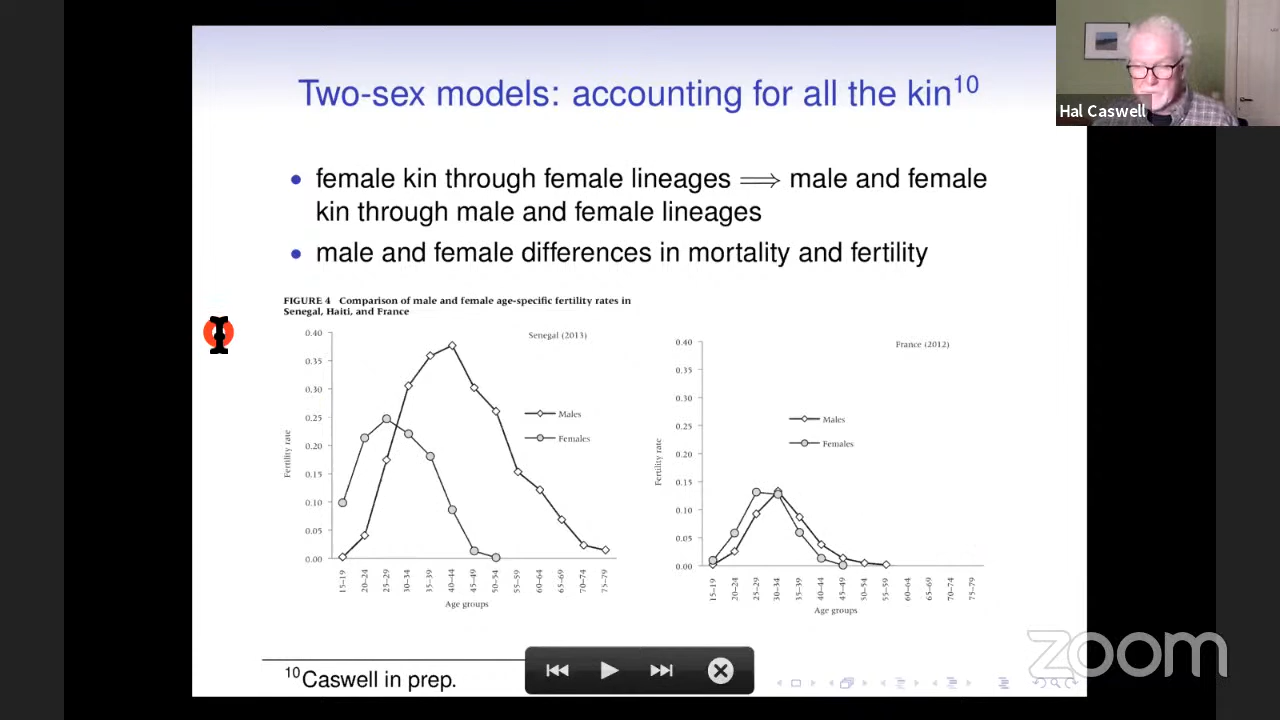 Two-sex models: accounting for all the kin10
Hal Caswell
• female kin through female lineages ⟹ male and female
kin through male and female lineages
• male and female differences in mortality and fertility
FIGURE 4 Comparison of male and female age-specific fertility rates in
Senegal, Haiti, and France
Senegal (2013)
0.40
0.35
0.30
0.25
0.20
0.15
0.10
0.05
0.00
Fertility rate
Males
Females
15–19
20–24
25–29
30–34
35–39
40–44
45–49
50–54
55–59
60–64
65–69
70–74
75–79
Age groups
France (2012)
0.40
0.35
0.30
0.25
0.20
0.15
0.10
0.05
0.00
Fertility rate
Males
Females
15–19
20–24
25–29
30–34
35–39
40–44
45–49
50–54
55–59
60–64
65–69
70–74
75–79
Age groups
10Caswell in prep.
zoom